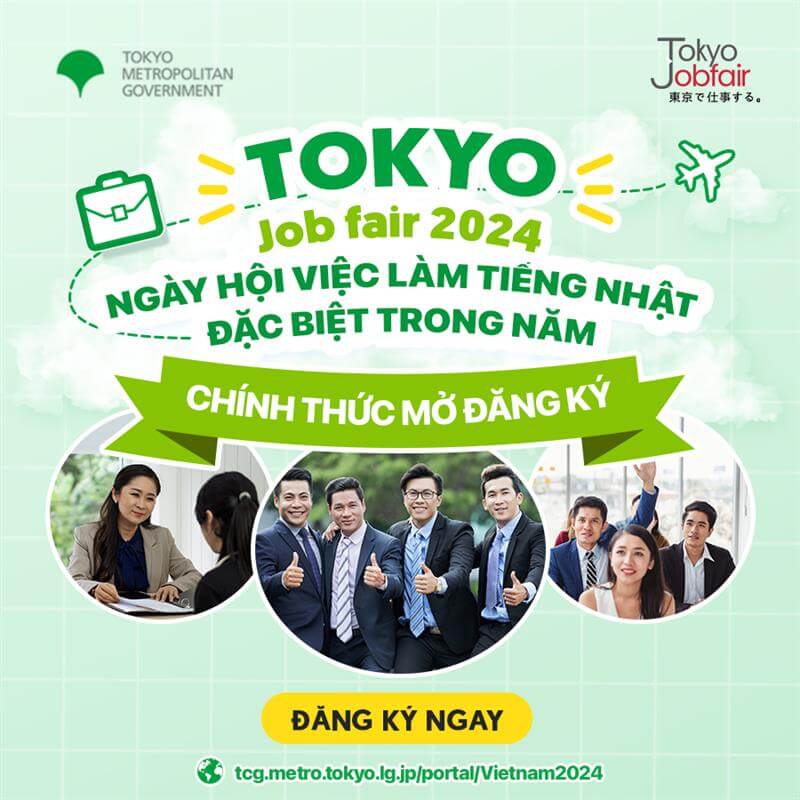 TOKYO
METROPOLITAN
GOVERNMENT
Tokyo
Jobfair
東京で仕事する。
TOKYO
Job fair 2024
NGÀY HỘI VIỆC LÀM TIẾNG NHẬT
ĐẶC BIỆT TRONG NĂM
CHÍNH THỨC MỞ ĐĂNG KÝ
ĐĂNG KÝ NGAY
tcg.metro.tokyo.lg.jp/portal/Vietnam2024